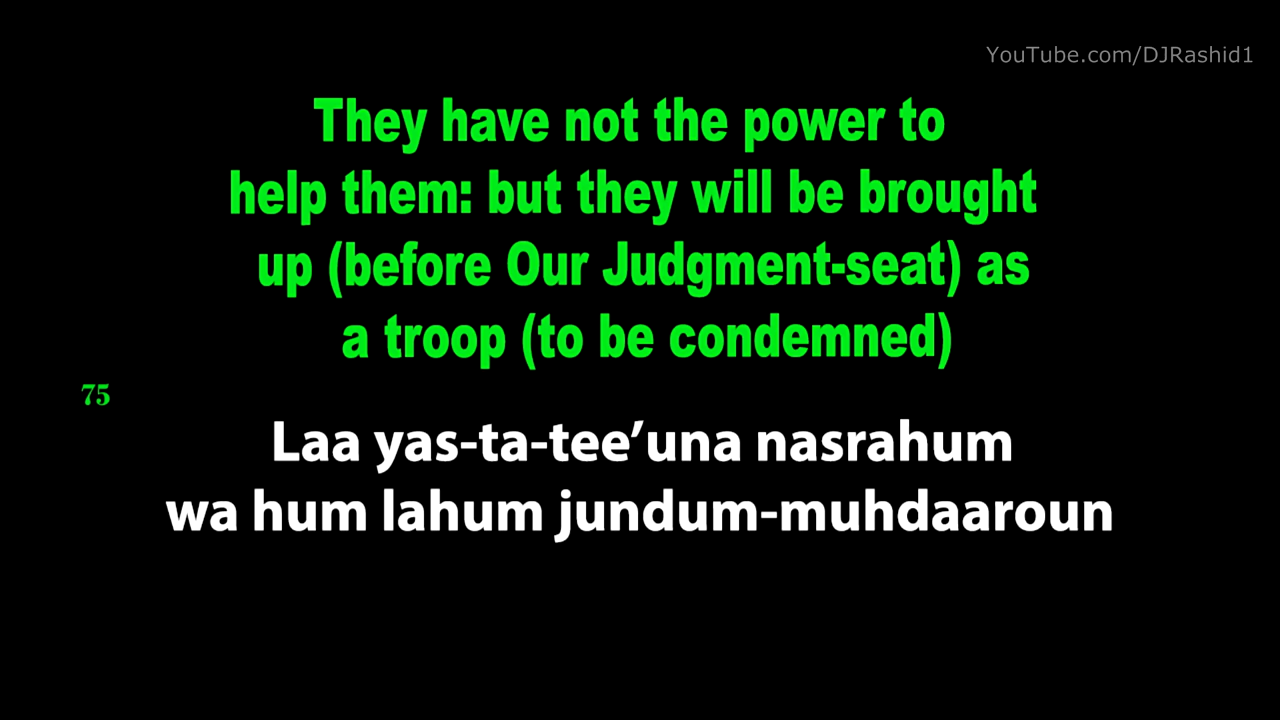 YouTube.com/DJRashid1
They have not the power to
help them: but they will be brought
up (before Our Judgment-seat) as
a troop (to be condemned)
75
Laa yas-ta-tee’una nasrahum
wa hum lahum jundum-muhdaaroun